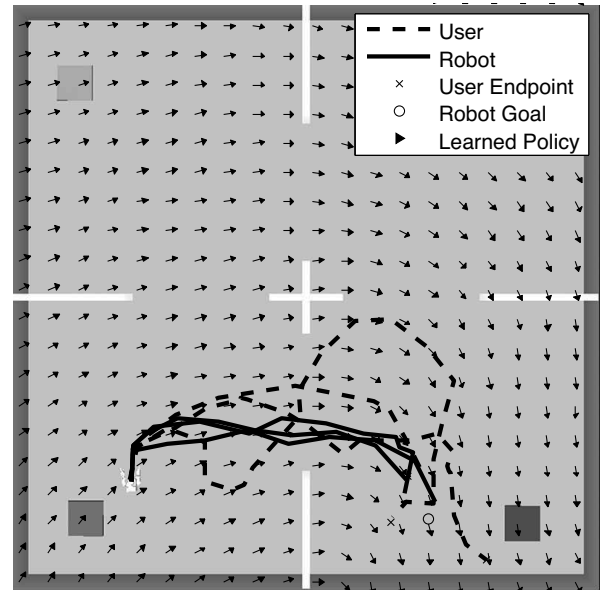 User
Robot
User Endpoint
Robot Goal
Learned Policy